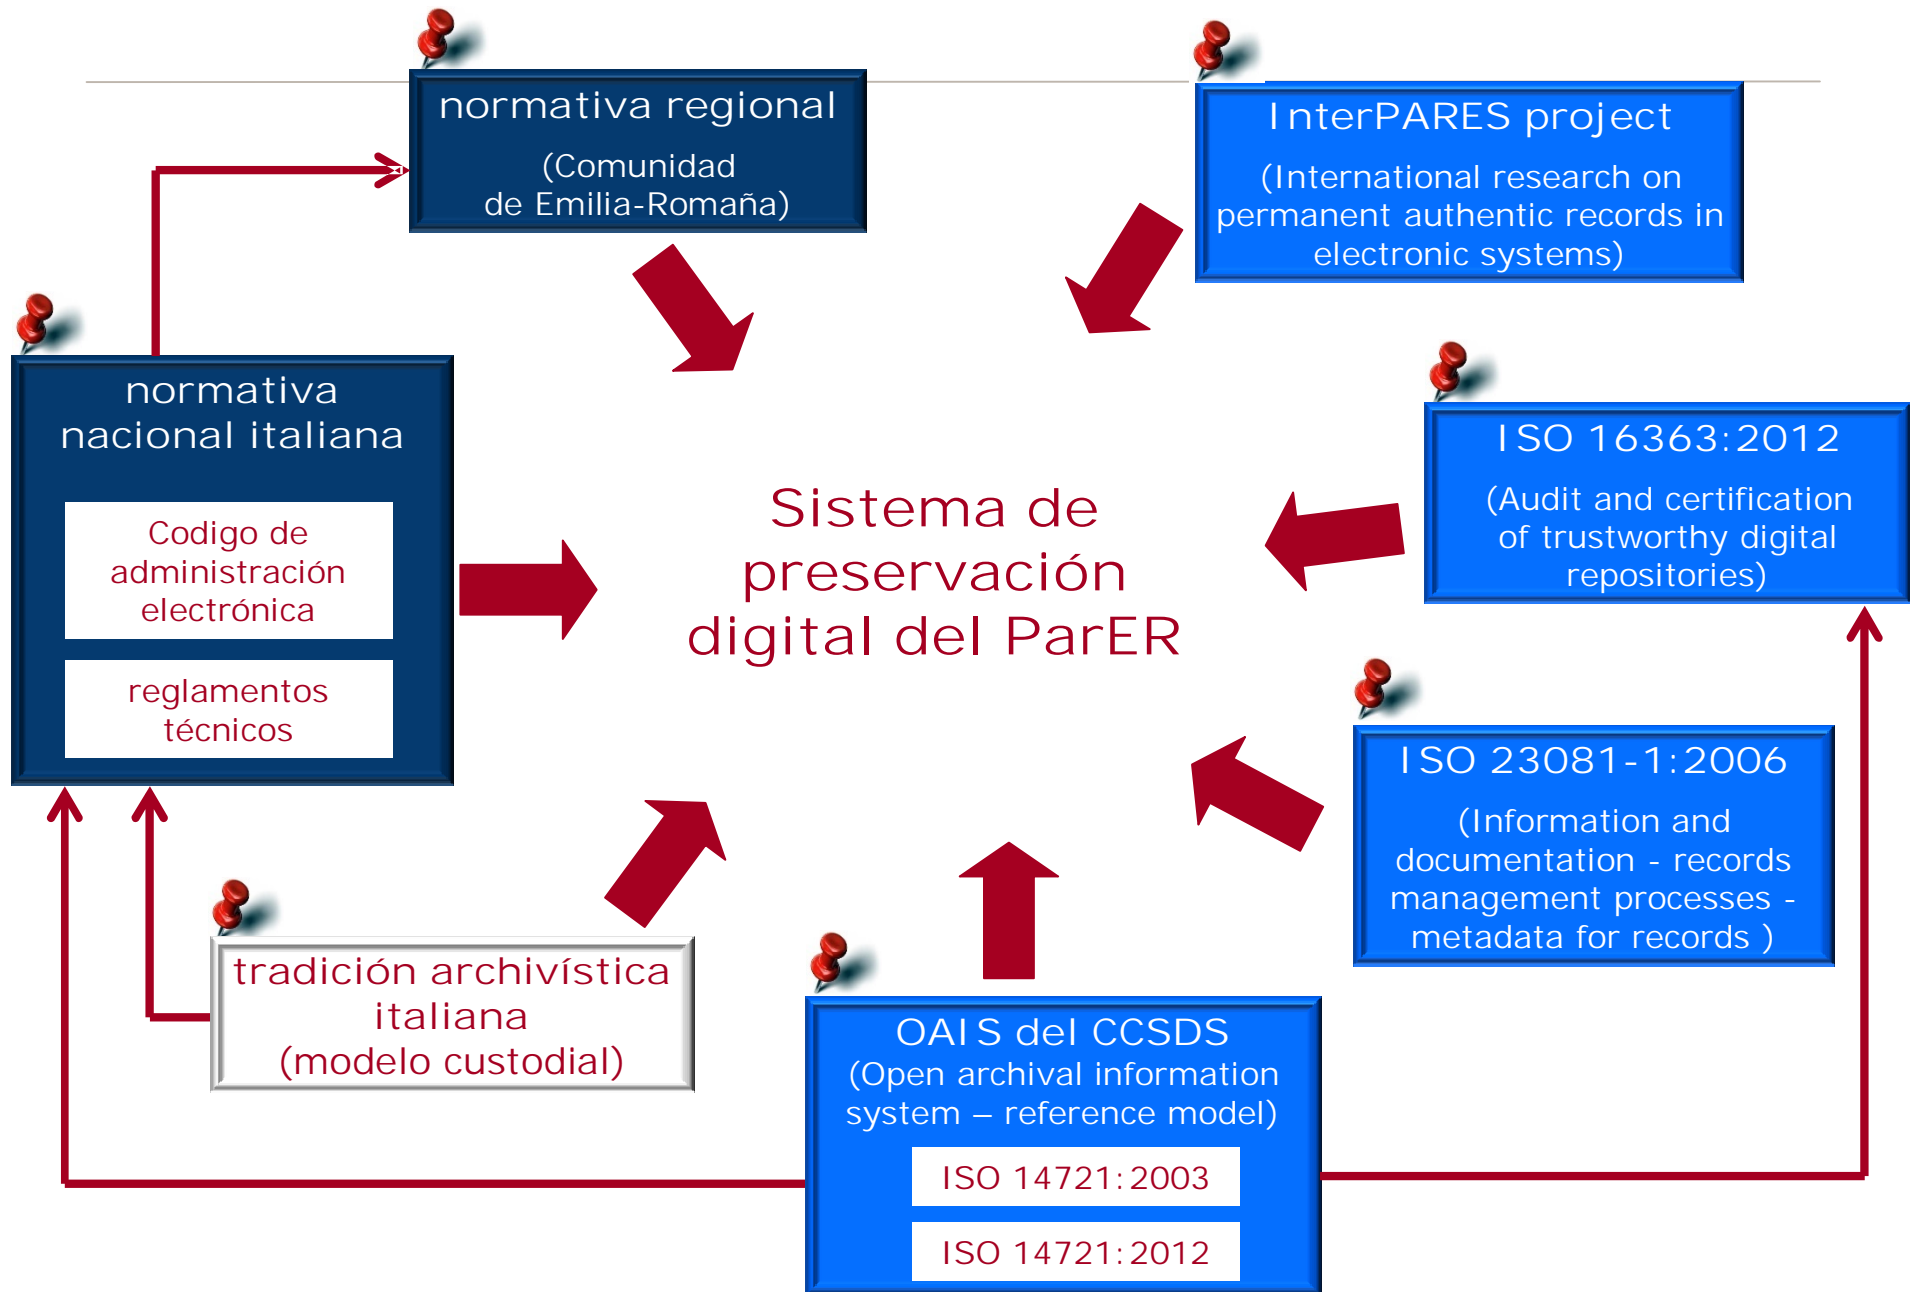 normativa regional
(Comunidad
de Emilia-Romaña)
InterPARES project
(International research on
permanent authentic records in
electronic systems)
normativa
nacional italiana
Codigo de
administración
electrónica
reglamentos
técnicos
Sistema de
preservación
digital del ParER
ISO 16363:2012
(Audit and certification
of trustworthy digital
repositories)
ISO 23081-1:2006
(Information and
documentation - records
management processes -
metadata for records )
tradición archivística
italiana
(modelo custodial)
OAIS del CCSDS
(Open archival information
system – reference model)
ISO 14721:2003
ISO 14721:2012